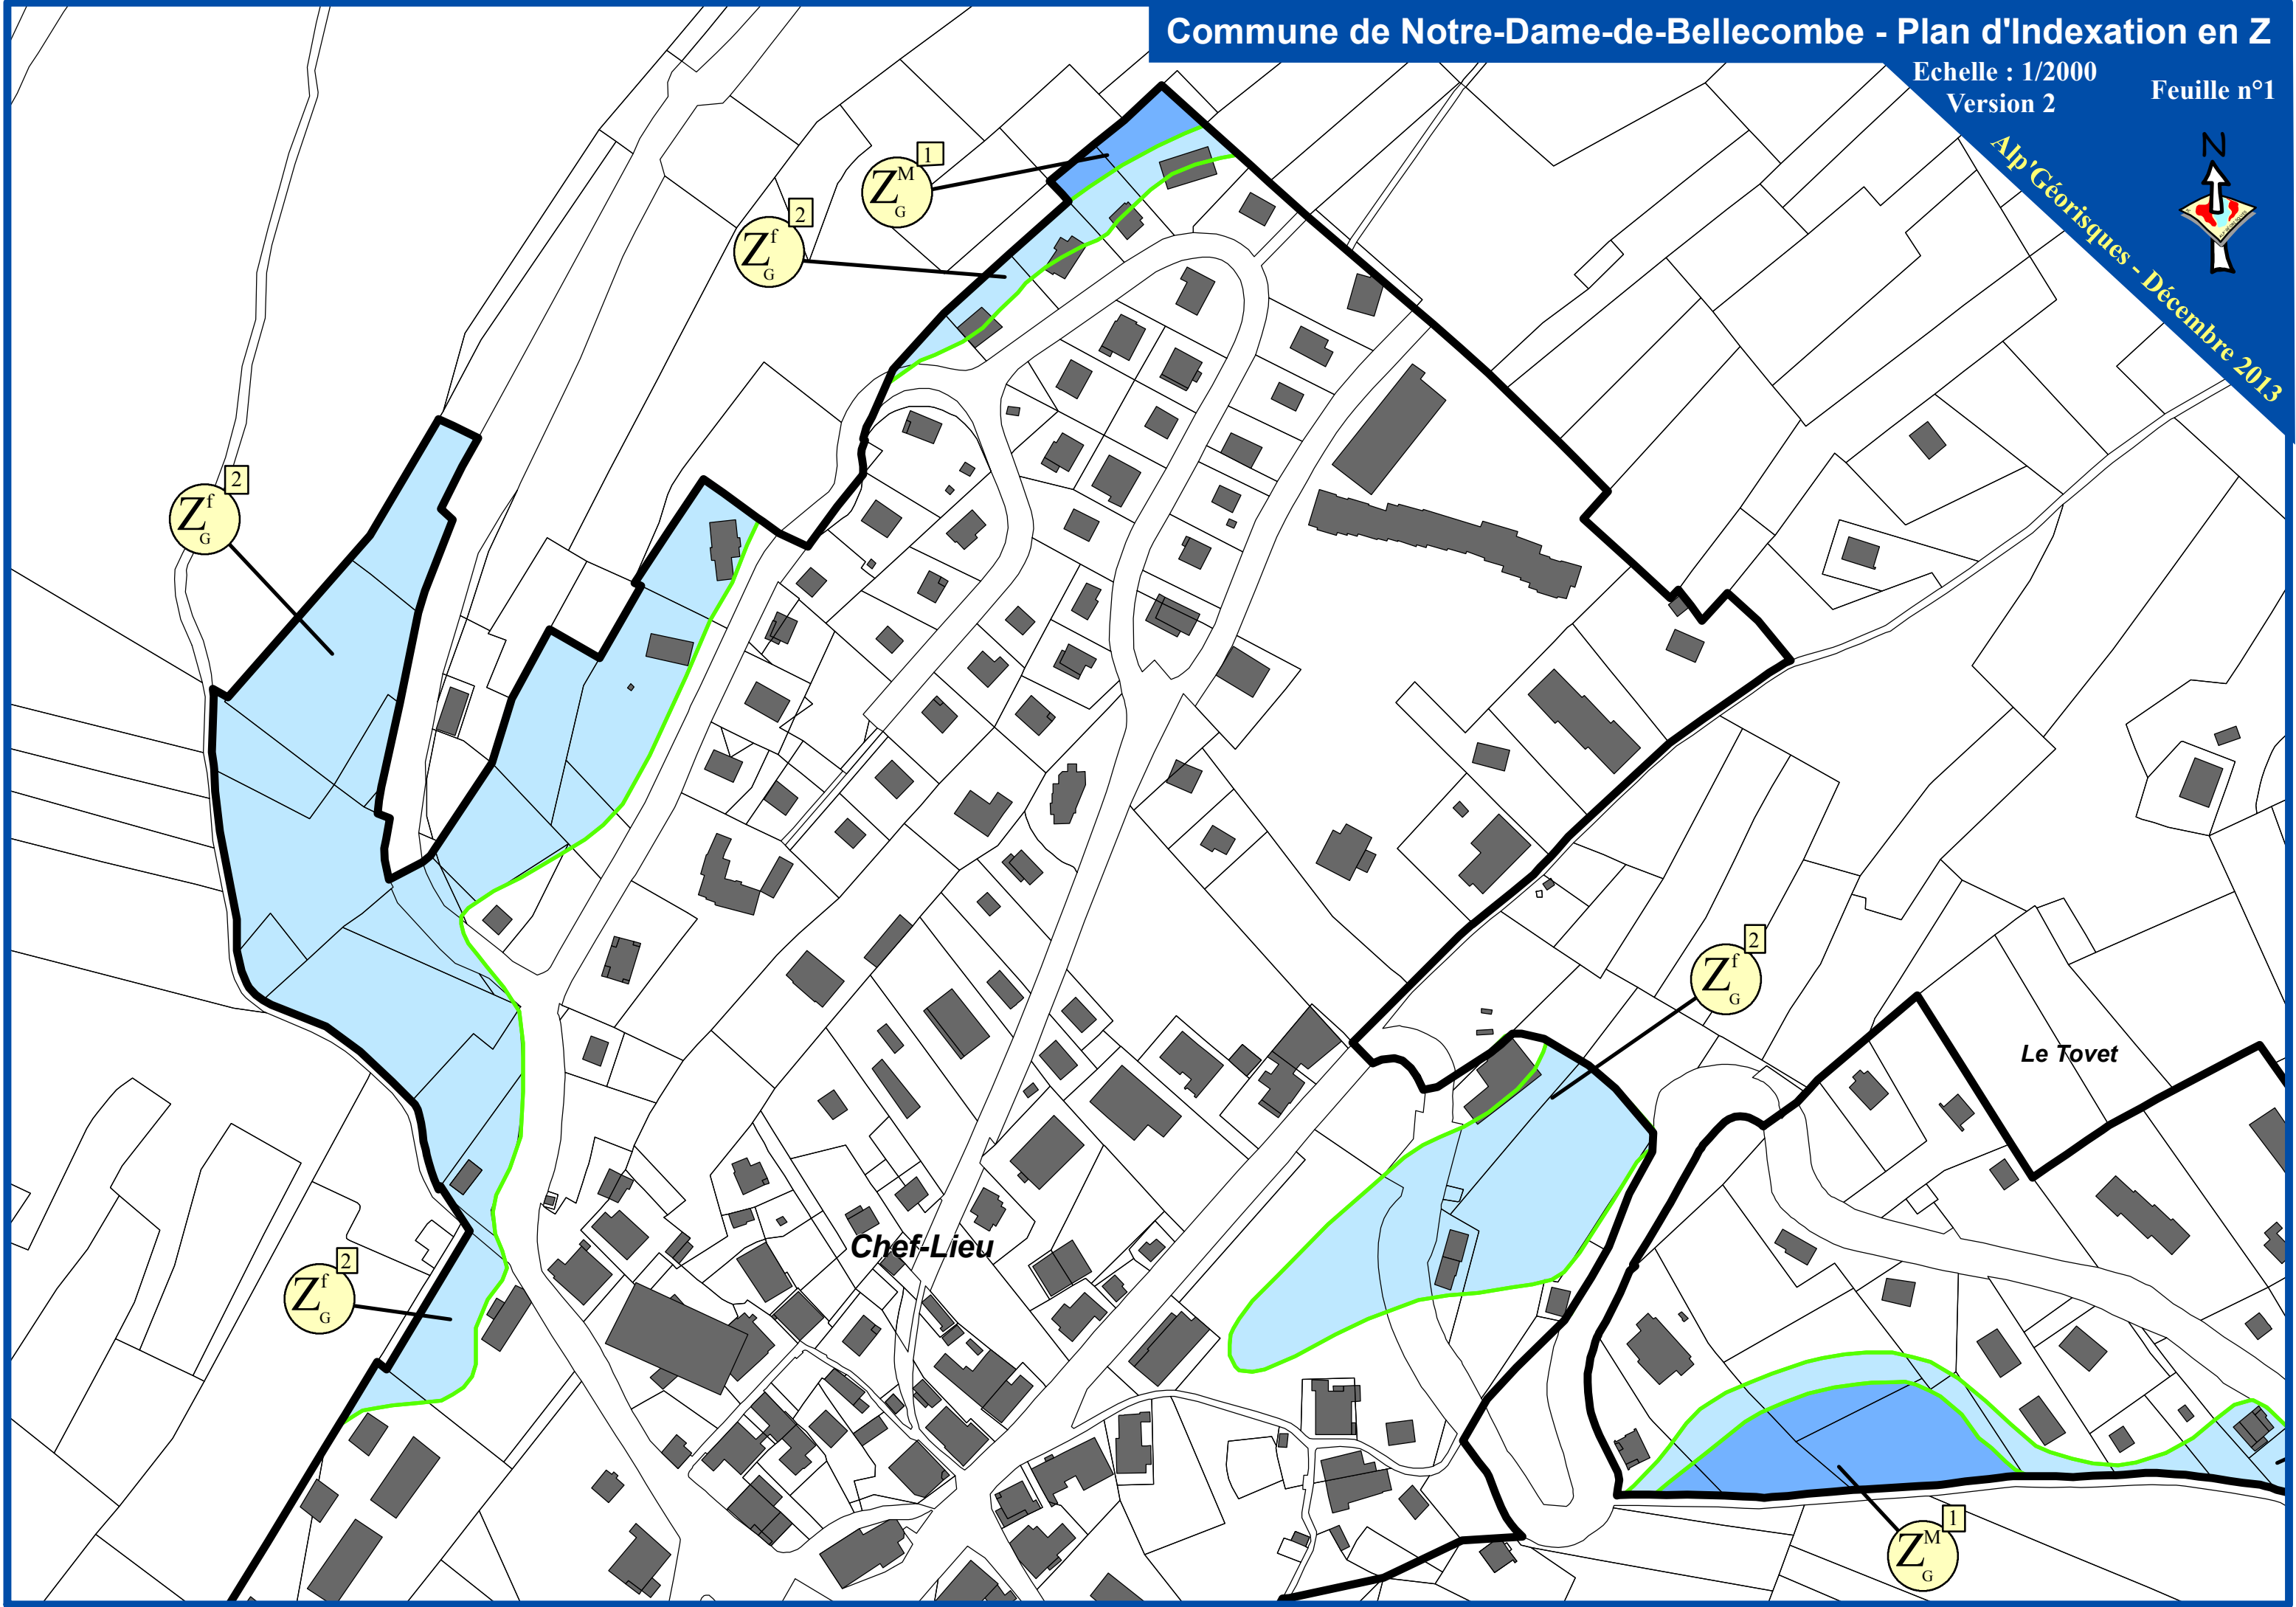 Commune de Notre-Dame-de-Bellecombe - Plan d'Indexation en Z
Echelle : 1/2000
Version 2
Feuille n°1
Alp'Géorisques - Décembre 2013
N
Z M G 1
Z f G 2
Z f G 2
Z f G 2
Le Tovet
Chef-Lieu
Z f G 2
Z M G 1